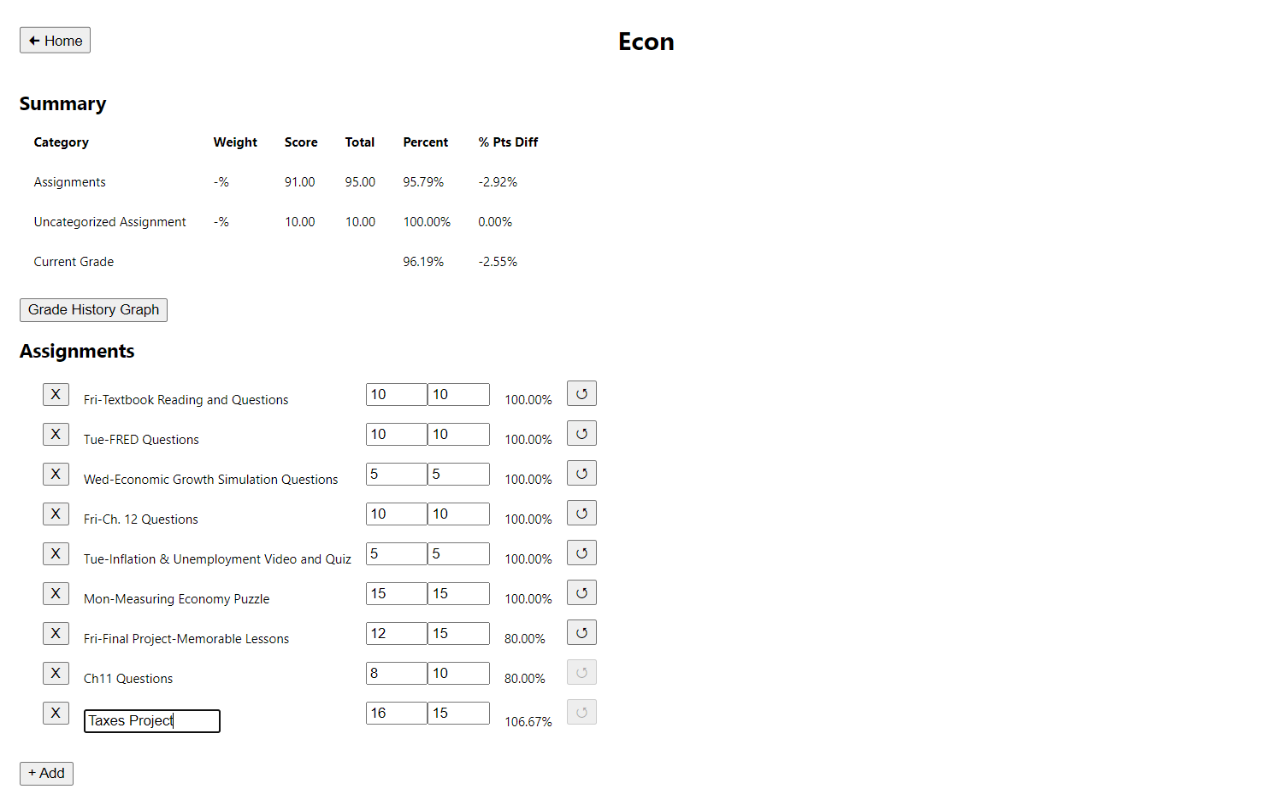 🡸 Home
Econ
Summary
Category Weight Score Total Percent % Pts Diff
Assignments -% 91.00 95.00 95.79% -2.92%
Uncategorized Assignment -% 10.00 10.00 100.00% 0.00%
Current Grade 96.19% -2.55%
Grade History Graph
Assignments
X Fri-Textbook Reading and Questions 10 10 100.00% ↺
X Tue-FRED Questions 10 10 100.00% ↺
X Wed-Economic Growth Simulation Questions 5 5 100.00% ↺
X Fri-Ch. 12 Questions 10 10 100.00% ↺
X Tue-Inflation & Unemployment Video and Quiz 5 5 100.00% ↺
X Mon-Measuring Economy Puzzle 15 15 100.00% ↺
X Fri-Final Project-Memorable Lessons 12 15 80.00% ↺
X Ch11 Questions 8 10 80.00% ↺
X Taxes Project 16 15 106.67% ↺
+ Add